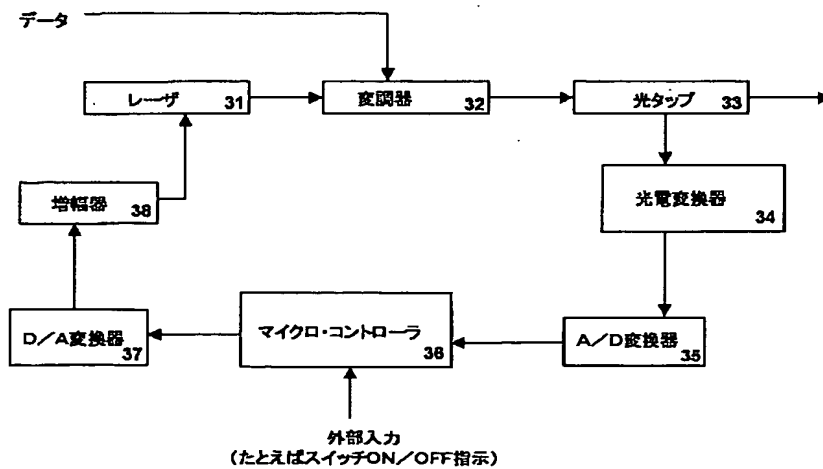 データ
レーザ 31
変調器 32
光タップ 33
増幅器 38
光電変換器 34
D/A変換器 37
マイクロ・コントローラ 36
A/D変換器 35
外部入力
(たとえばスイッチON/OFF指示)